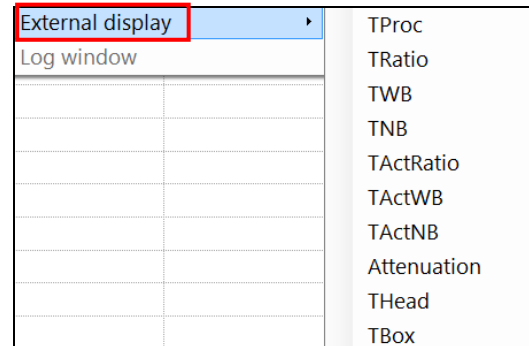 External display
Log window
TProc
TRatio
TWB
TNB
TActRatio
TActWB
TActNB
Attenuation
THead
TBox